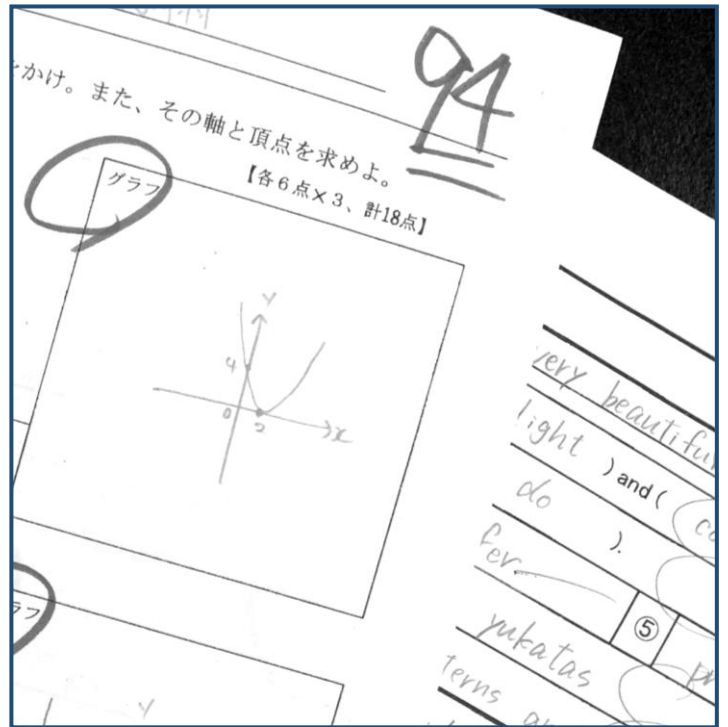 94
かけ。また、その軸と頂点を求めよ。
【各6点×3、計18点】
グラフ
y
4
0
2
x
ラフ
y
very beautiful
light ) and (
do ).
fer
⑤
yukatas
terns